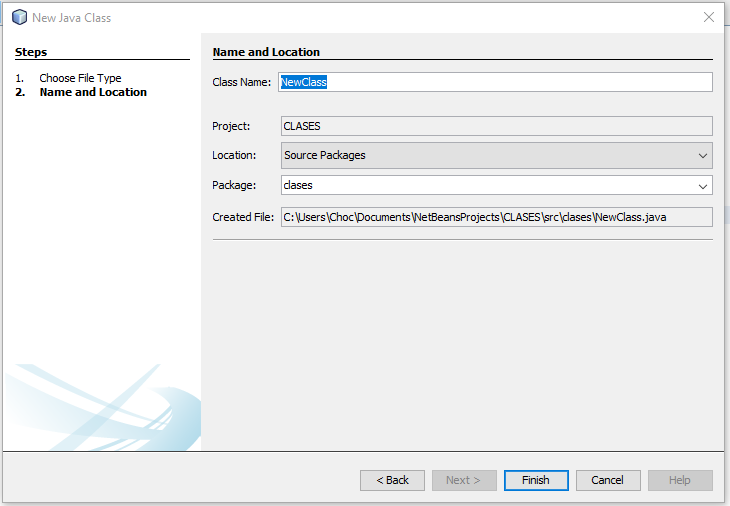 New Java Class
Steps
1. Choose File Type
2. Name and Location
Name and Location
Class Name: NewClass
Project: CLASES
Location: Source Packages
Package: clases
Created File: C:\Users\Choc\Documents\NetBeansProjects\CLASES\src\clases\NewClass.java
< Back Next > Finish Cancel Help